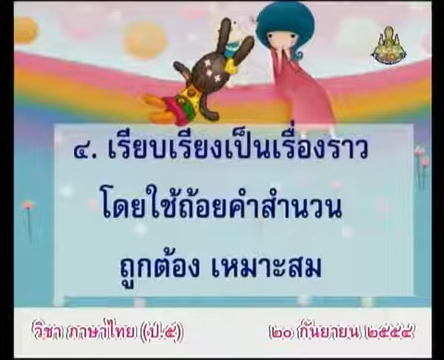 ๔. เรียบเรียงเป็นเรื่องราว
โดยใช้ถ้อยคำสำนวน
ถูกต้อง เหมาะสม
วิชา ภาษาไทย (ป.๕)
๒๐ กันยายน ๒๕๕๔